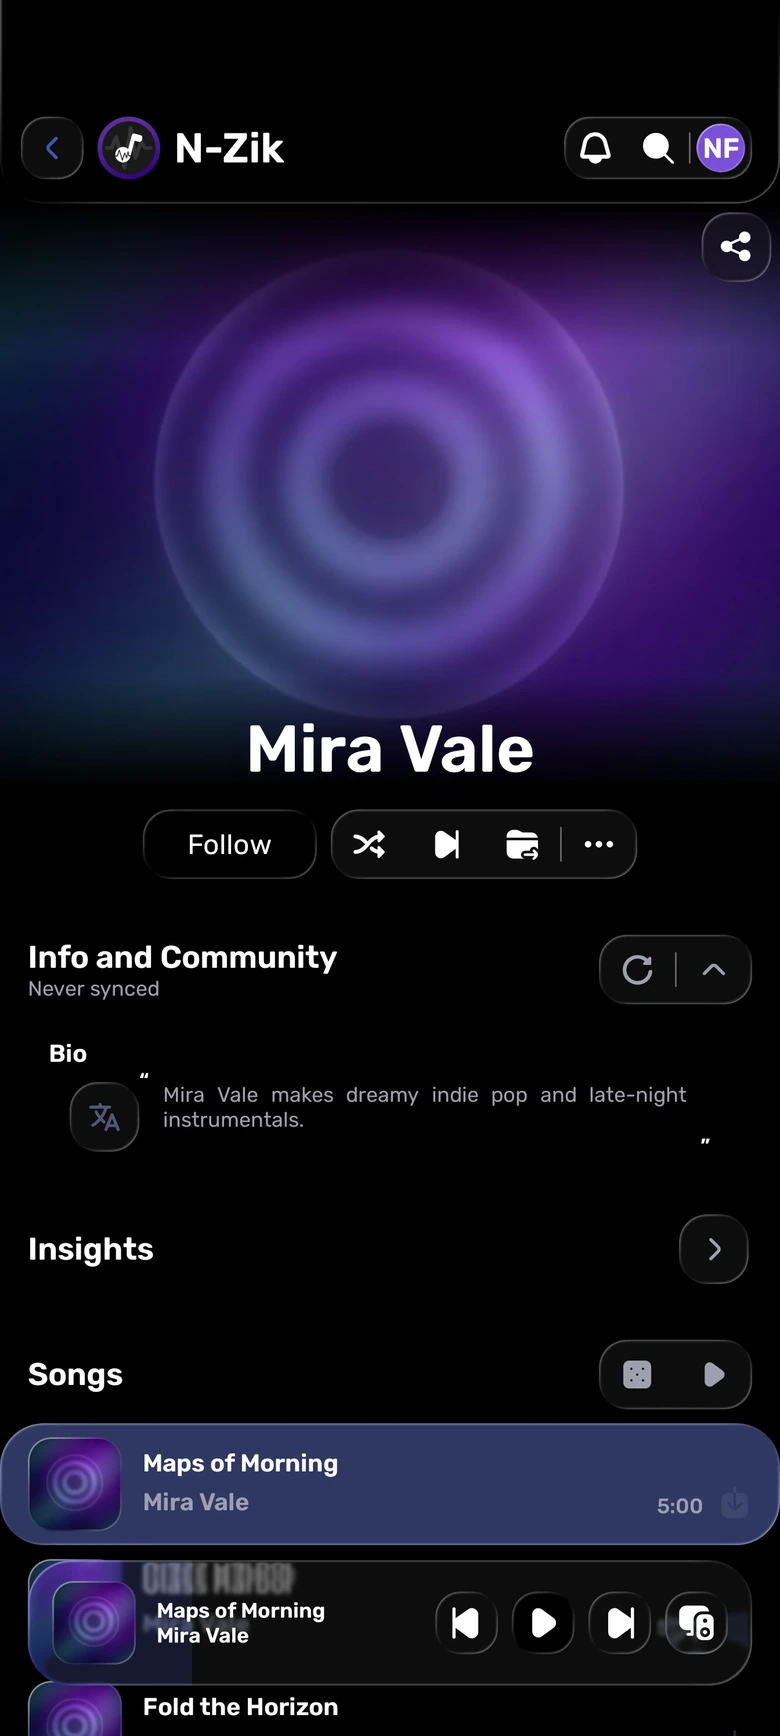 N-Zik
NF
Mira Vale
Follow
Info and Community
Never synced
Bio
“
Mira Vale makes dreamy indie pop and late-night
instrumentals.
”
Insights
Songs
Maps of Morning
Mira Vale
5:00
Maps of Morning
Mira Vale
Fold the Horizon